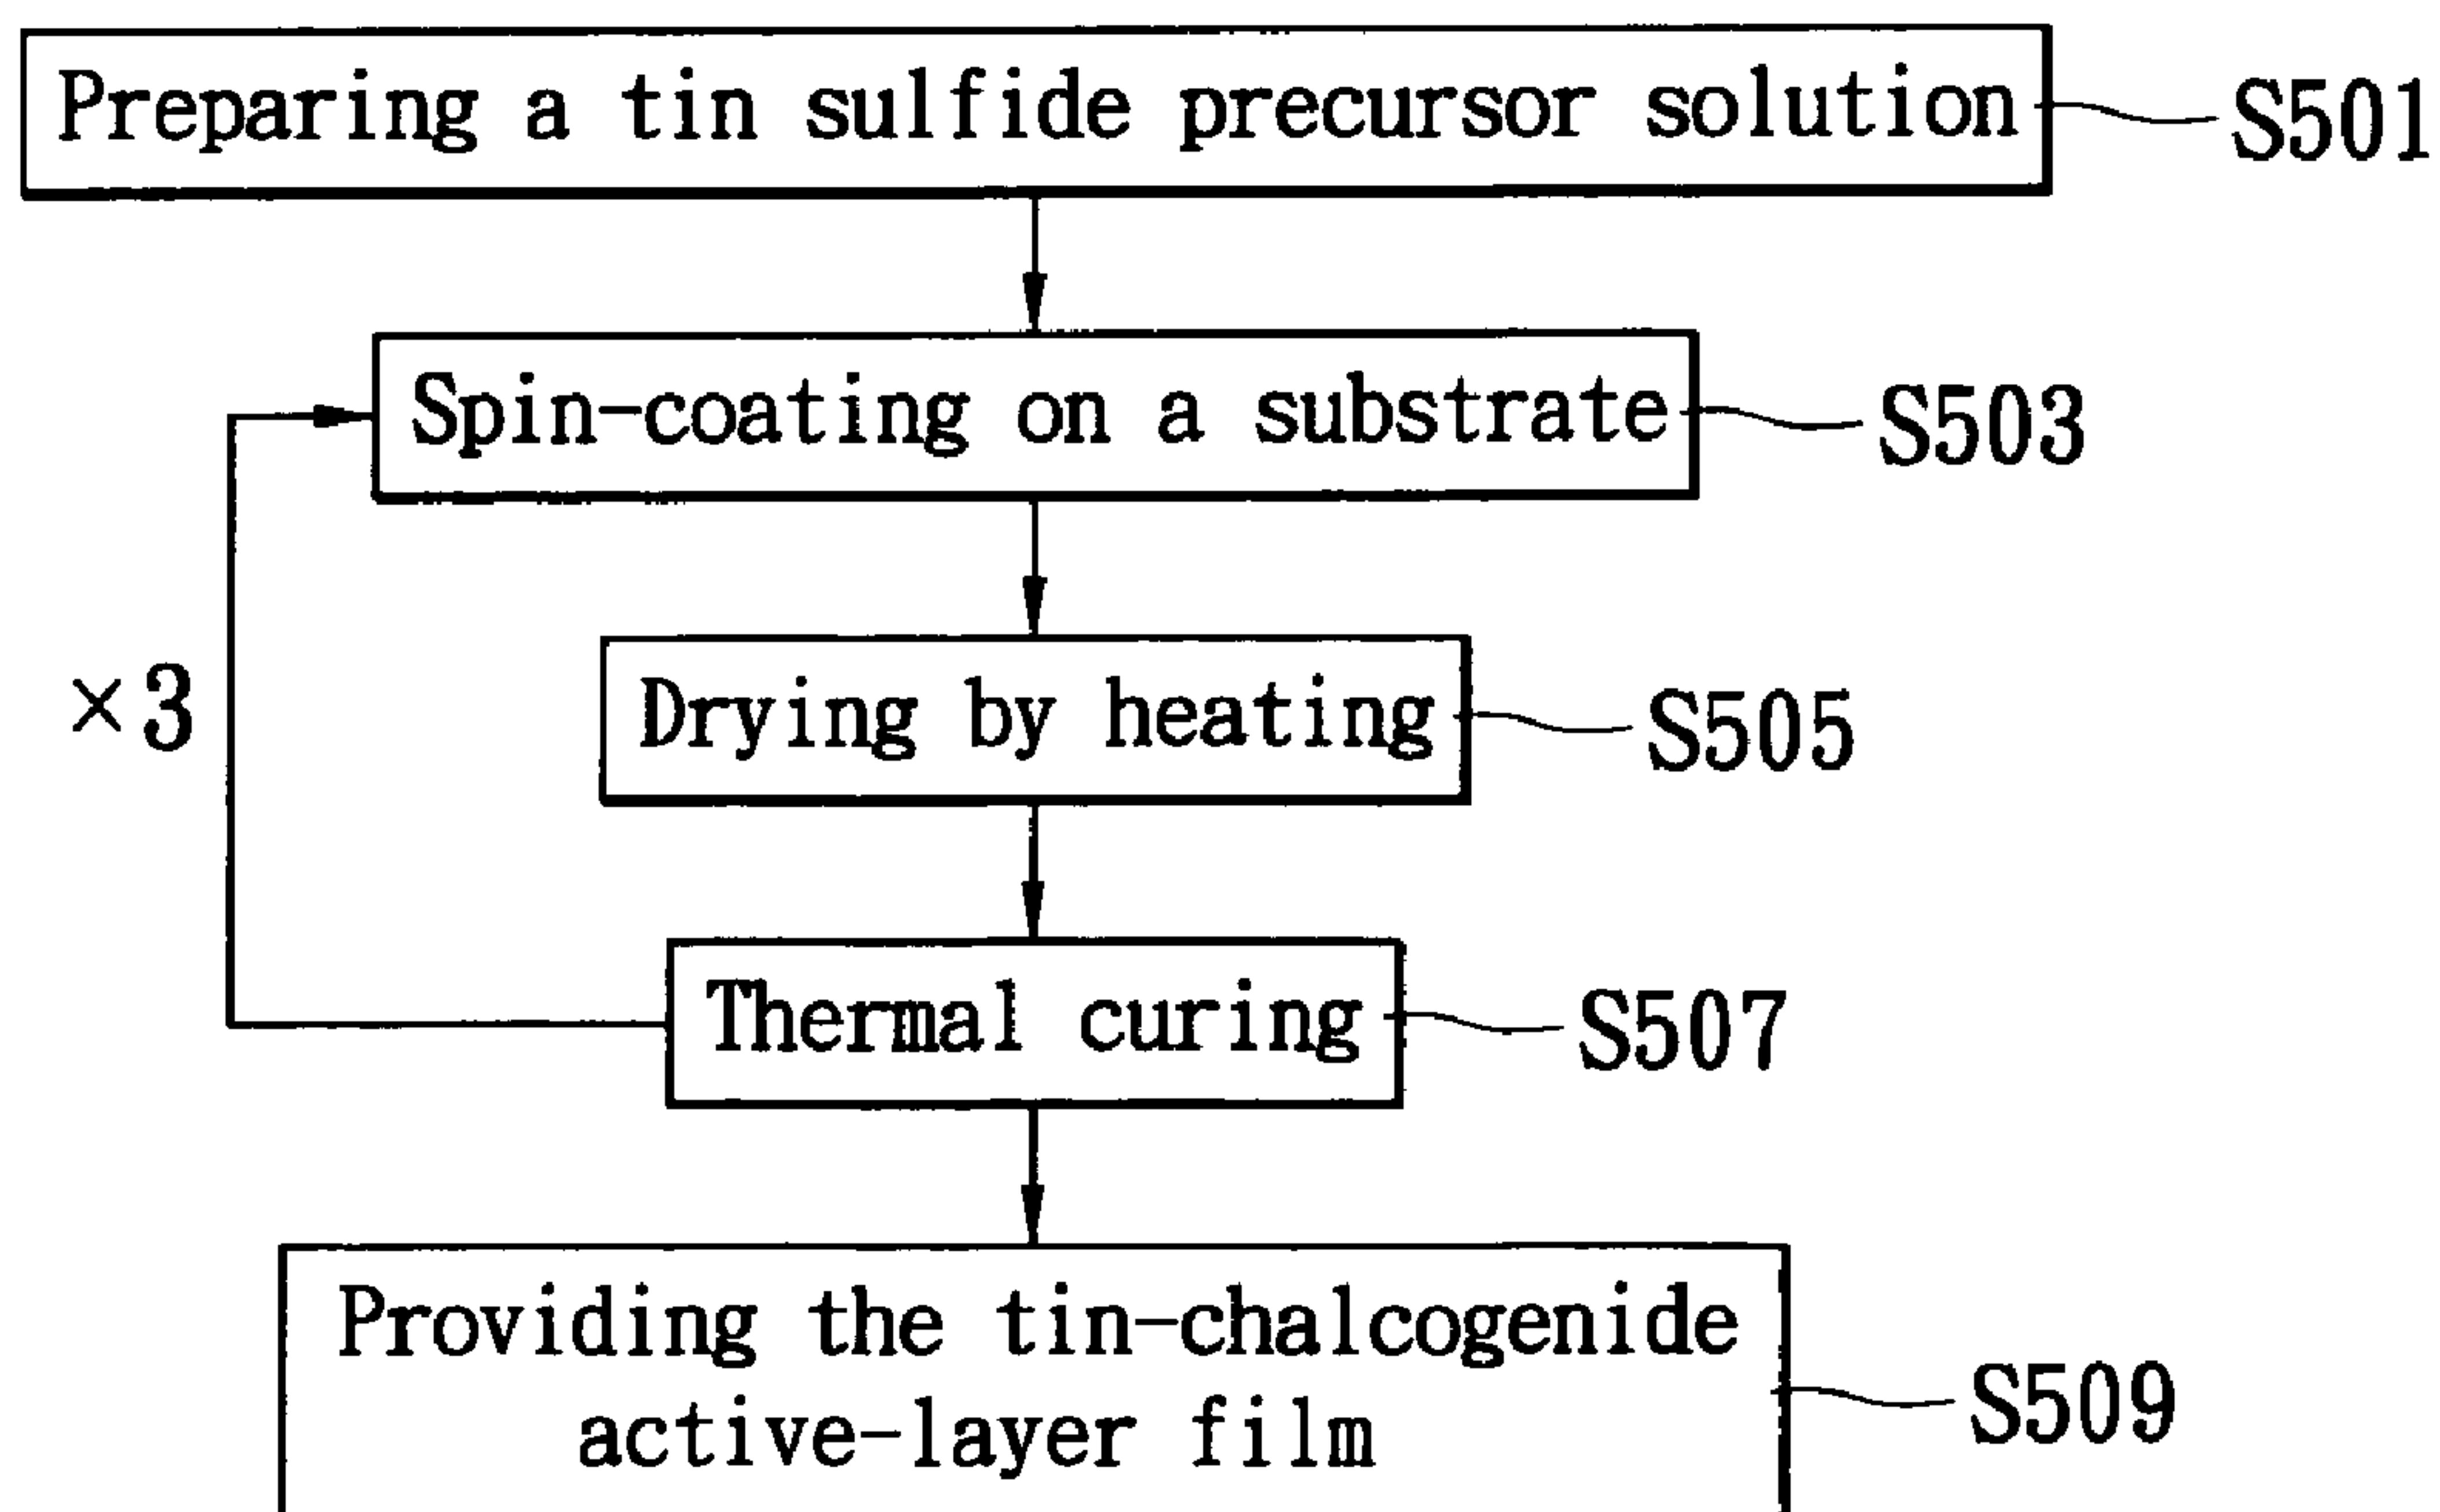 Preparing a tin sulfide precursor solution S501
Spin-coating on a substrate S503
×3
Drying by heating S505
Thermal curing S507
Providing the tin-chalcogenide
active-layer film
S509